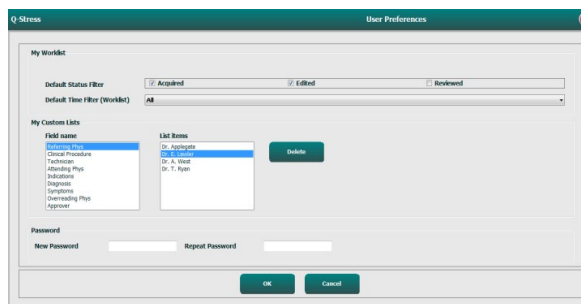 Q-Stress User Preferences
My Worklist
Default Status Filter Acquired Edited Reviewed
Default Time Filter (Worklist) All
My Custom Lists
Field name List items
Referring Phys Dr. Applegate
Clinical Procedure Dr. E. Lawler
Technician Dr. A. West
Attending Phys Dr. T. Ryan
Indications
Diagnosis
Symptoms
Overreading Phys
Approver
Delete
Password
New Password Repeat Password
OK Cancel